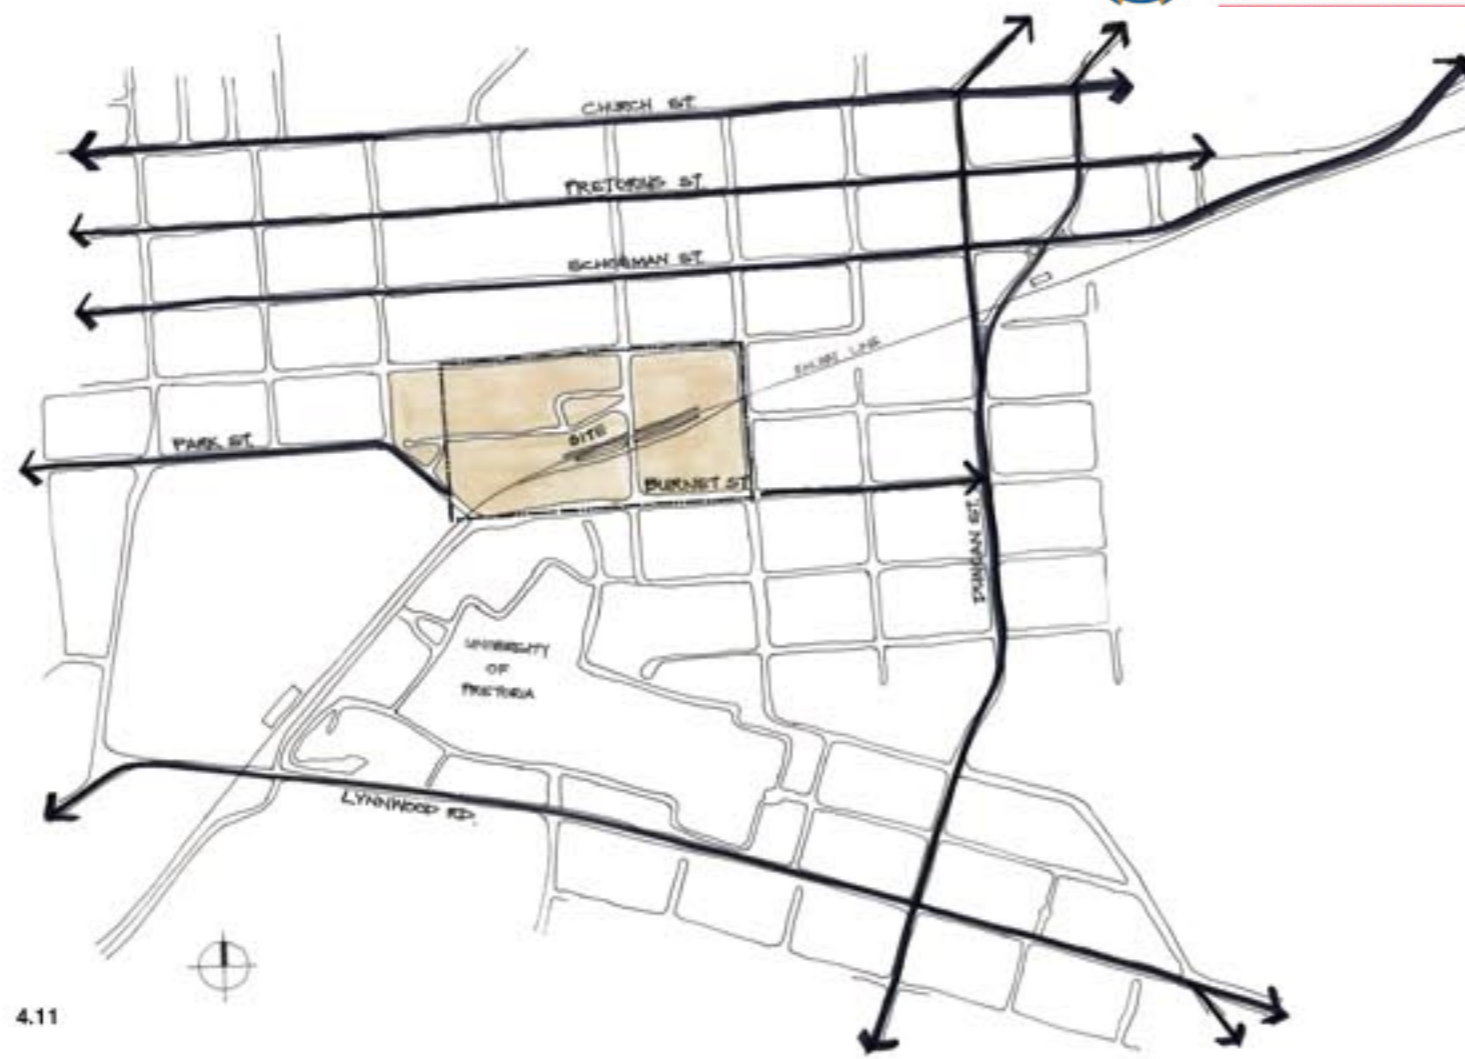 CHURCH ST.
PRETORIUS ST.
SCHOEMAN ST.
PARK ST.
SITE
BURNET ST.
DUNCAN ST.
UNIVERSITY
OF
PRETORIA
LYNNWOOD RD.
4.11